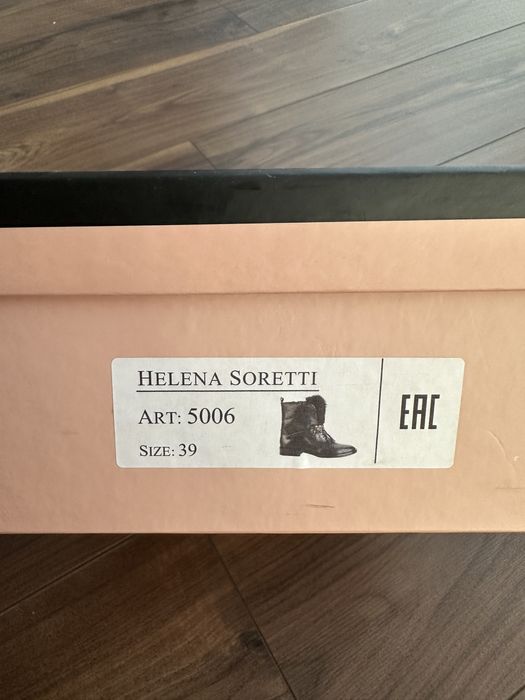 HELENA SORETTI
ART: 5006
SIZE: 39
EAC